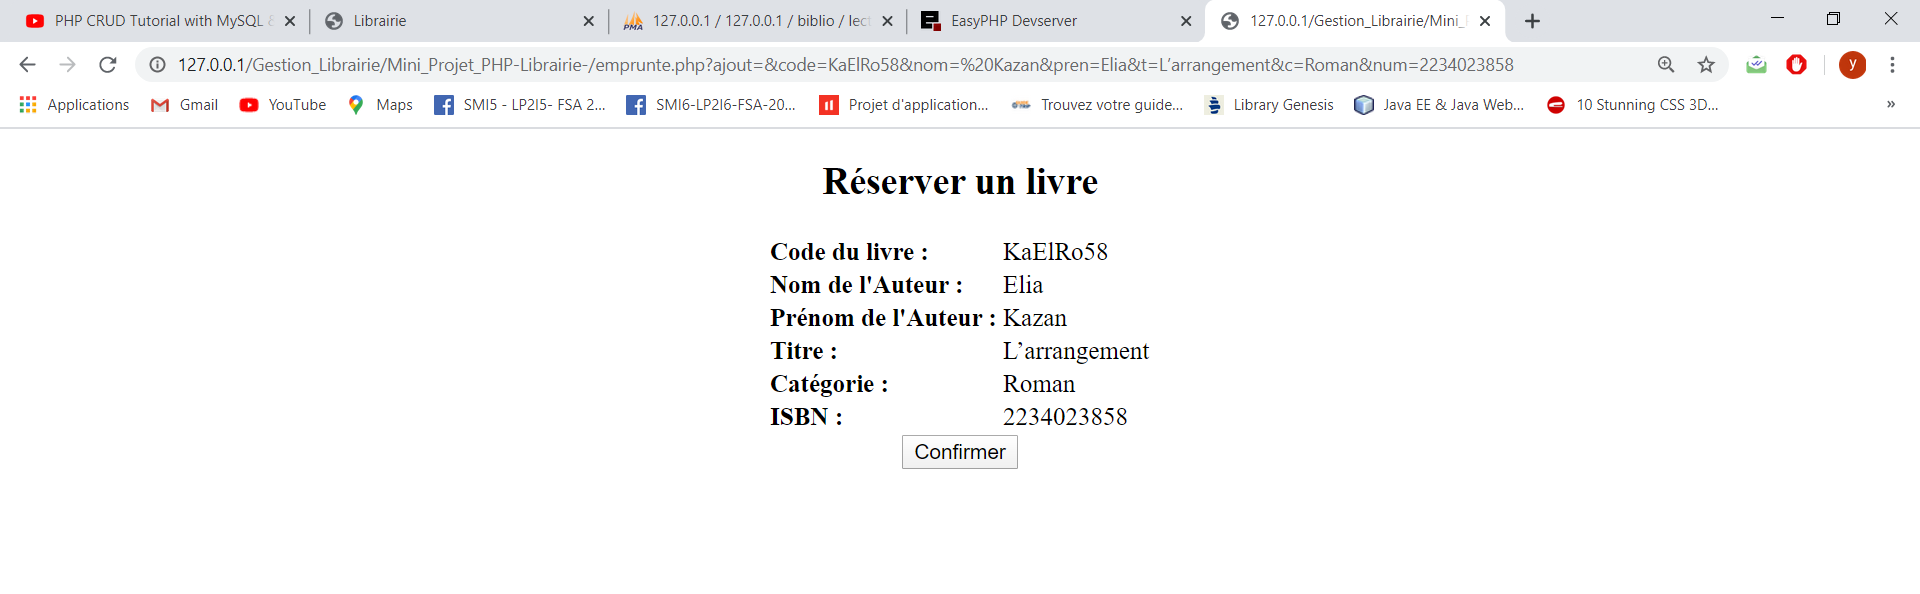 PHP CRUD Tutorial with MySQL &
Librairie
127.0.0.1 / 127.0.0.1 / biblio / lect
EasyPHP Devserver
127.0.0.1/Gestion_Librairie/Mini_
127.0.0.1/Gestion_Librairie/Mini_Projet_PHP-Librairie-/emprunte.php?ajout=&code=KaElRo58&nom=%20Kazan&pren=Elia&t=L’arrangement&c=Roman&num=2234023858
y
Applications
Gmail
YouTube
Maps
SMI5 - LP2I5- FSA 2...
SMI6-LP2I6-FSA-20...
Projet d'application...
Trouvez votre guide...
Library Genesis
Java EE & Java Web...
10 Stunning CSS 3D...
»
Réserver un livre
Code du livre : KaElRo58
Nom de l'Auteur : Elia
Prénom de l'Auteur : Kazan
Titre : L’arrangement
Catégorie : Roman
ISBN : 2234023858
Confirmer